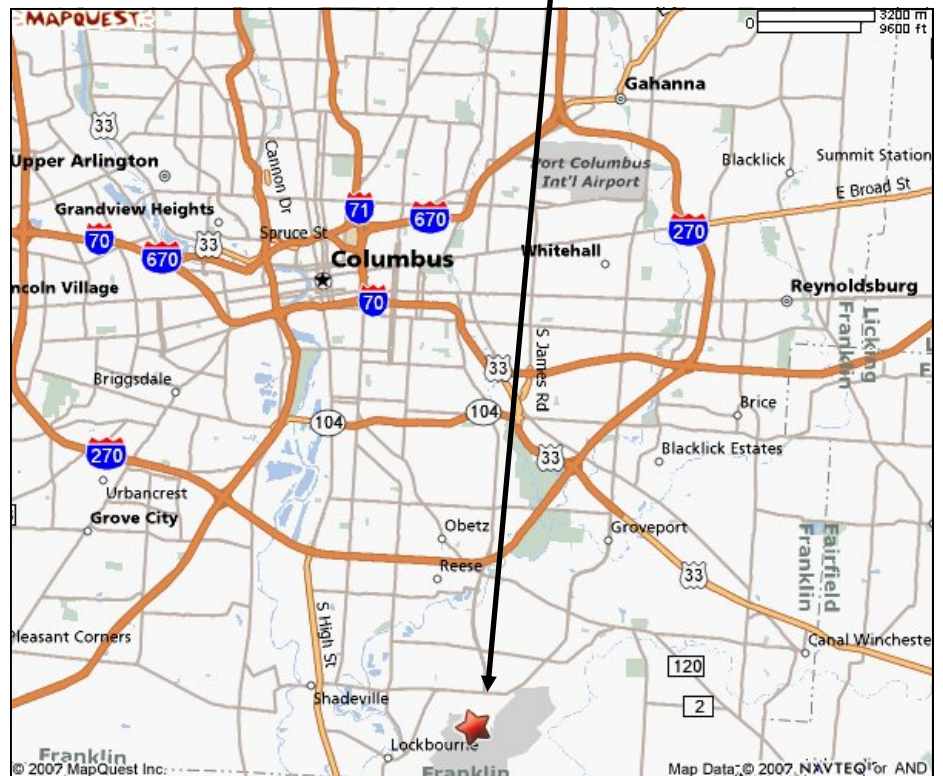 MAPQUEST.
0
3200 m
9600 ft
33
Gahanna
Upper Arlington
Cannon Dr
Port Columbus
Int'l Airport
Blacklick
Summit Station
E Broad St
Grandview Heights
71
670
270
70
670
33
Spruce St
Columbus
Whitehall
ncoln Village
70
Reynoldsburg
Licking
Franklin
33
S James Rd
Briggsdale
104
104
Brice
270
33
Blacklick Estates
Urbancrest
Grove City
Obetz
Groveport
Reese
33
Fairfield
Franklin
S High St
Pleasant Corners
Canal Wincheste
120
2
Shadeville
Lockbourne
Franklin
Franklin
© 2007 MapQuest Inc.
Map Data © 2007 NAVTEQ or AND